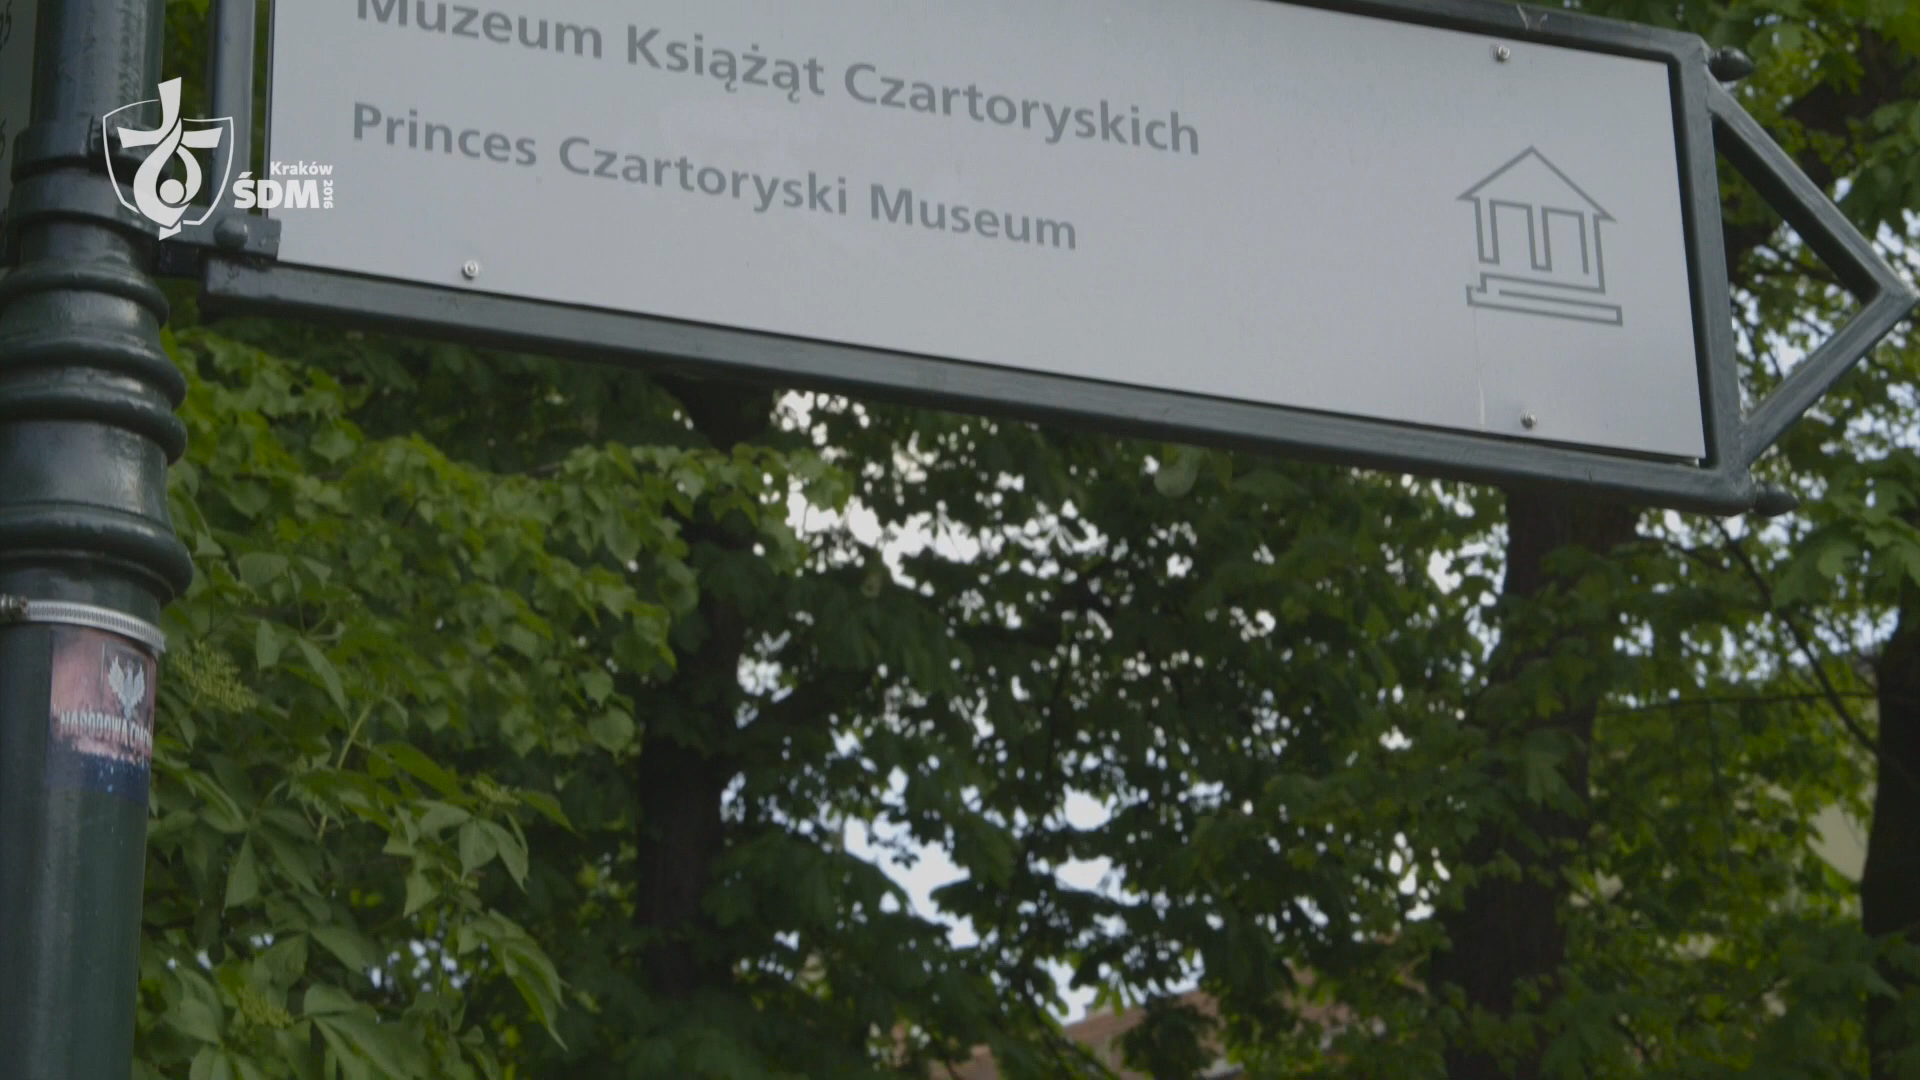 Muzeum Książąt Czartoryskich
Princes Czartoryski Museum
Kraków
ŚDM
2016